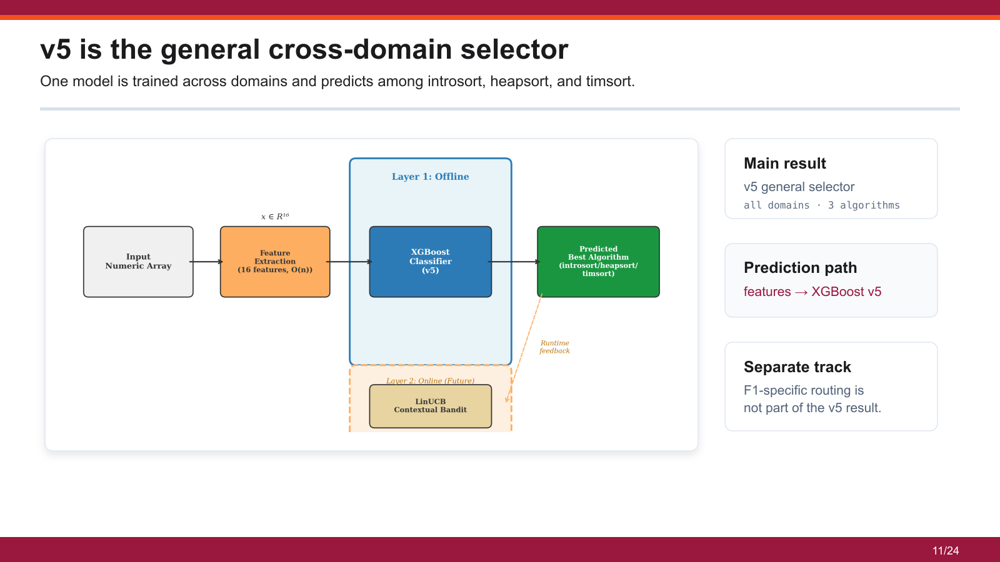 v5 is the general cross-domain selector
One model is trained across domains and predicts among introsort, heapsort, and timsort.
Layer 1: Offline
x ∈ R¹⁶
Input
Numeric Array
Feature
Extraction
(16 features, O(n))
XGBoost
Classifier
(v5)
Predicted
Best Algorithm
(introsort/heapsort/
timsort)
Runtime
feedback
Layer 2: Online (Future)
LinUCB
Contextual Bandit
Main result
v5 general selector
all domains · 3 algorithms
Prediction path
features → XGBoost v5
Separate track
F1-specific routing is
not part of the v5 result.
11/24